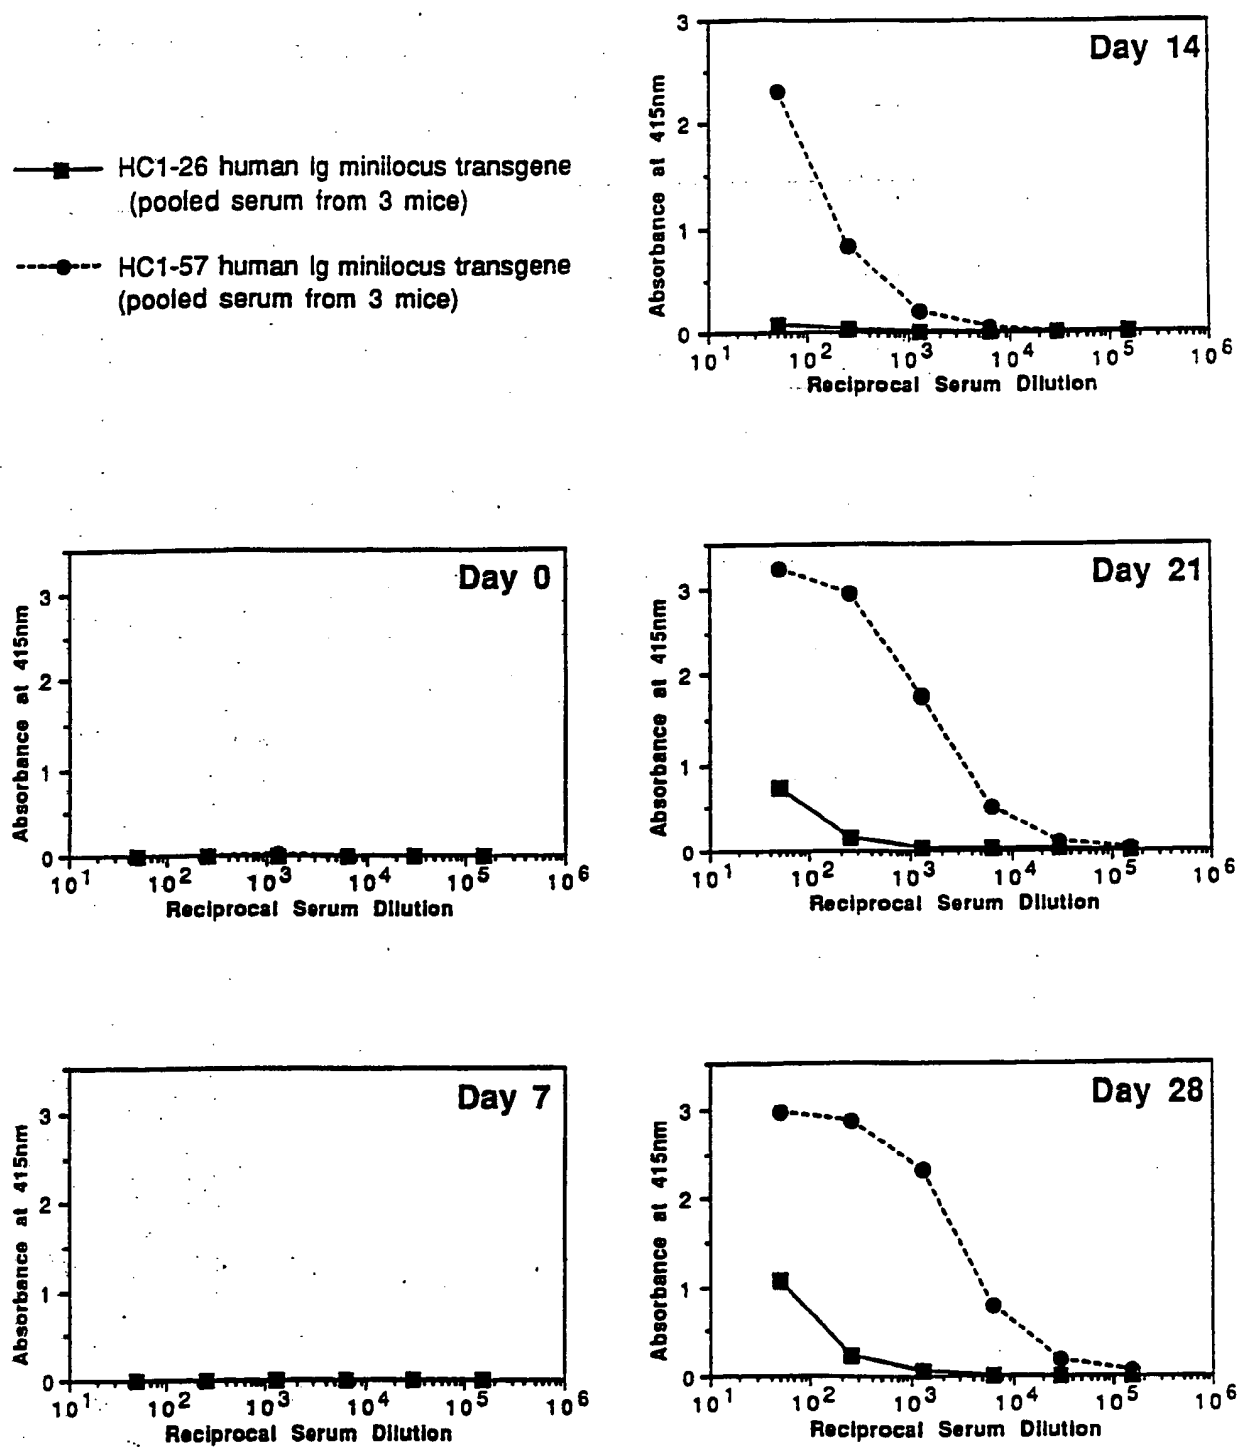 HC1-26 human Ig minilocus transgene
(pooled serum from 3 mice)
HC1-57 human Ig minilocus transgene
(pooled serum from 3 mice)
Day 14
Absorbance at 415nm
3
2
1
0
10^1 10^2 10^3 10^4 10^5 10^6
Reciprocal Serum Dilution
Day 0
Absorbance at 415nm
3
2
1
0
10^1 10^2 10^3 10^4 10^5 10^6
Reciprocal Serum Dilution
Day 21
Absorbance at 415nm
3
2
1
0
10^1 10^2 10^3 10^4 10^5 10^6
Reciprocal Serum Dilution
Day 7
Absorbance at 415nm
3
2
1
0
10^1 10^2 10^3 10^4 10^5 10^6
Reciprocal Serum Dilution
Day 28
Absorbance at 415nm
3
2
1
0
10^1 10^2 10^3 10^4 10^5 10^6
Reciprocal Serum Dilution